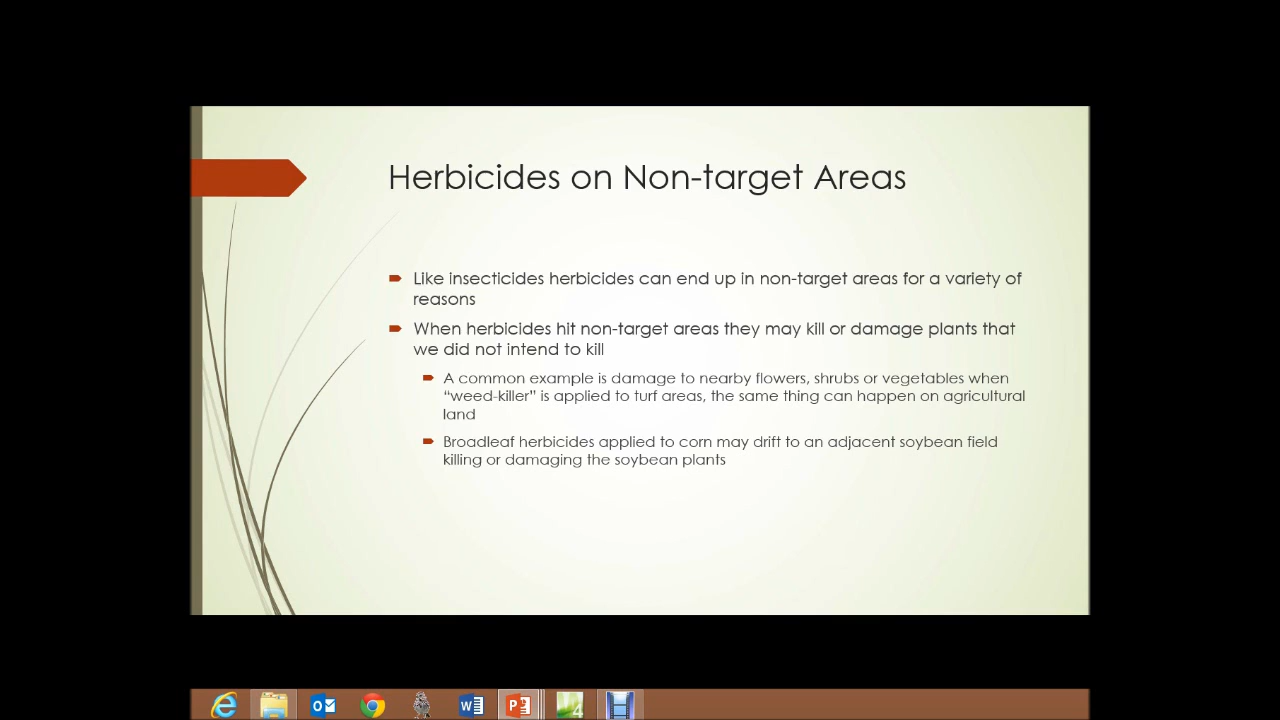 Herbicides on Non-target Areas
Like insecticides herbicides can end up in non-target areas for a variety of
reasons
When herbicides hit non-target areas they may kill or damage plants that
we did not intend to kill
A common example is damage to nearby flowers, shrubs or vegetables when
“weed-killer” is applied to turf areas, the same thing can happen on agricultural
land
Broadleaf herbicides applied to corn may drift to an adjacent soybean field
killing or damaging the soybean plants